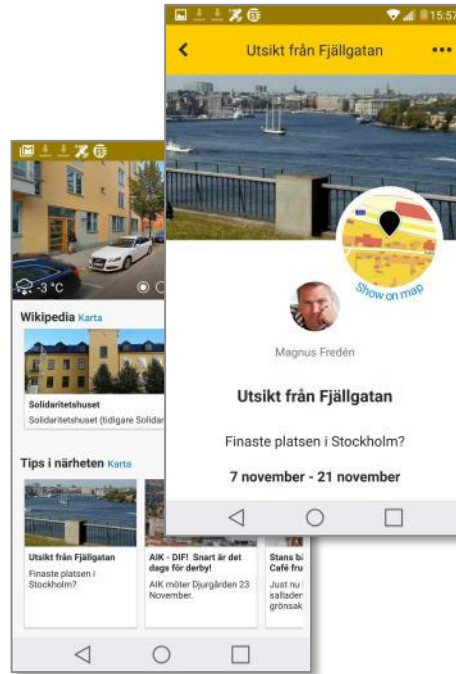 15:57
Utsikt från Fjällgatan
Show on map
Magnus Fredén
Utsikt från Fjällgatan
Finaste platsen i Stockholm?
7 november - 21 november
-3 °C
Wikipedia Karta
Solidaritetshuset
Solidaritetshuset (tidigare Solidar
Tips i närheten Karta
Utsikt från Fjällgatan
Finaste platsen i
Stockholm?
AIK - DIF! Snart är det
dags för derby!
AIK möter Djurgården 23
November.
Stans bä
Café fru
Just nu
salladen
grönsak